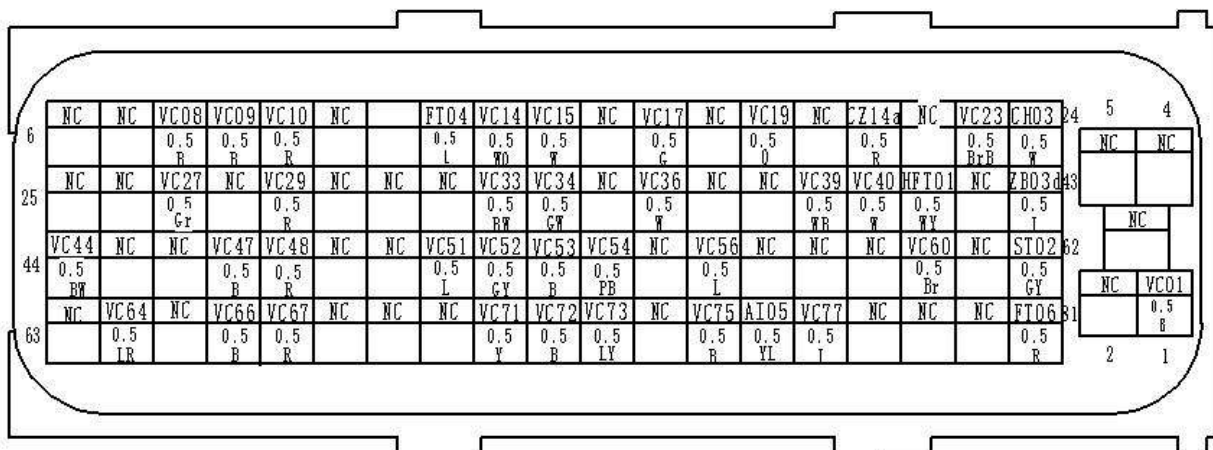 NC NC VC08 VC09 VC10 NC FT04 VC14 VC15 NC VC17 NC VC19 NC CZ14a NC VC23 CH03 24 5 4
6 0.5 0.5 0.5 0.5 0.5 0.5 0.5 0.5 0.5 0.5 0.5 NC NC
B B R L WO W G O R BrB W
NC NC VC27 NC VC29 NC NC NC VC33 VC34 NC VC36 NC NC VC39 VC40 HFT01 NC ZB03d 43
25 0.5 0.5 0.5 0.5 0.5 0.5 0.5 0.5 0.5
Gr R BW GW W WB W WY NC
VC44 NC NC VC47 VC48 NC NC VC51 VC52 VC53 VC54 NC VC56 NC NC NC VC60 NC ST02 62
44 0.5 0.5 0.5 0.5 0.5 0.5 0.5 0.5 0.5 0.5
BW B R L GY B PB L Br GY NC VC01
NC VC64 NC VC66 VC67 NC NC NC VC71 VC72 VC73 NC VC75 AI05 VC77 NC NC NC FT06 81 0.5
63 0.5 0.5 0.5 0.5 0.5 0.5 0.5 0.5 0.5 0.5 B
LR B R Y B LY B YL R 2 1